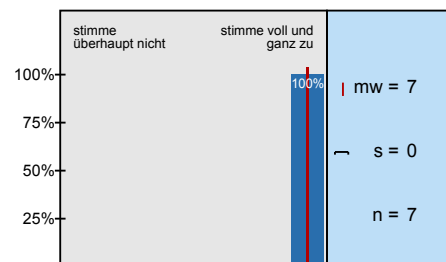 stimme
überhaupt nicht
stimme voll und
ganz zu
100%
100%
75%
50%
25%
mw = 7
s = 0
n = 7